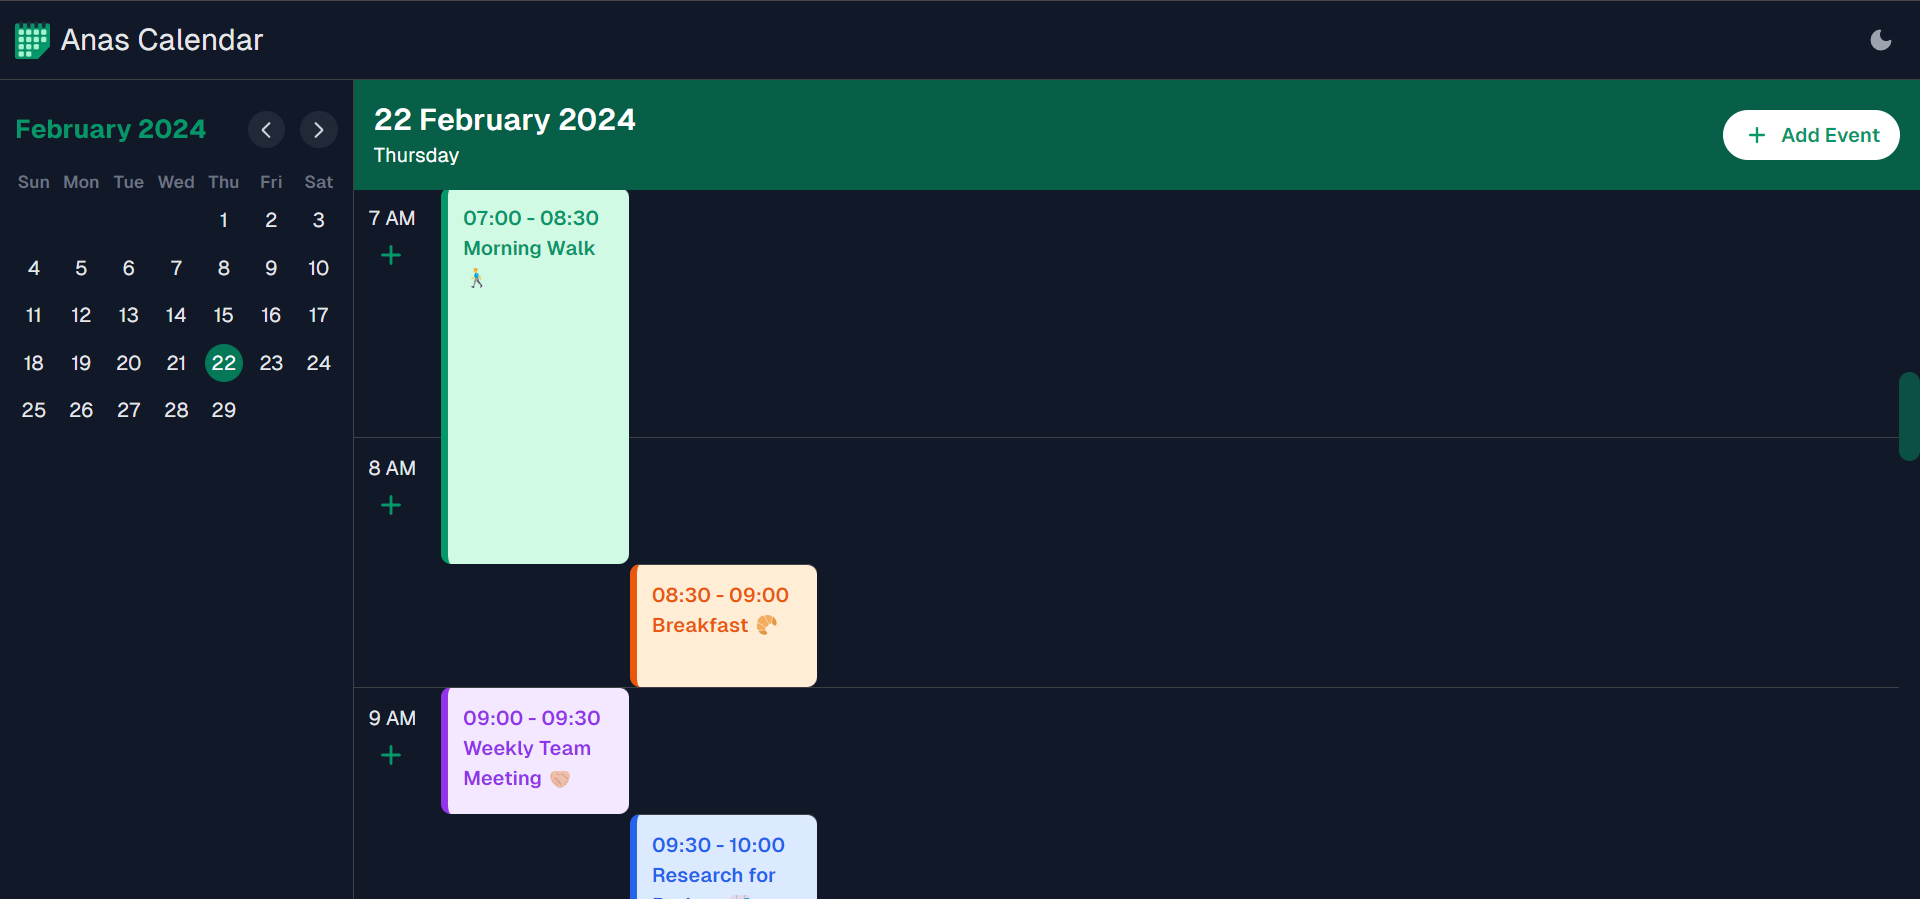 Anas Calendar
February 2024
Sun Mon Tue Wed Thu Fri Sat
1 2 3
4 5 6 7 8 9 10
11 12 13 14 15 16 17
18 19 20 21 22 23 24
25 26 27 28 29
22 February 2024
Thursday
Add Event
7 AM
07:00 - 08:30
Morning Walk
8 AM
08:30 - 09:00
Breakfast
9 AM
09:00 - 09:30
Weekly Team
Meeting
09:30 - 10:00
Research for